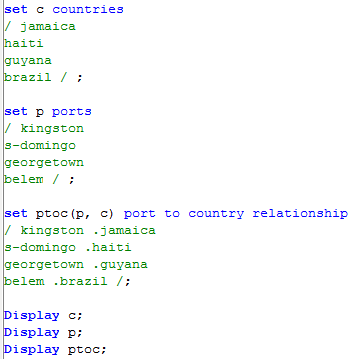 set c countries
/ jamaica
haiti
guyana
brazil / ;
set p ports
/ kingston
s-domingo
georgetown
belem / ;
set ptoc(p, c) port to country relationship
/ kingston .jamaica
s-domingo .haiti
georgetown .guyana
belem .brazil /;
Display c;
Display p;
Display ptoc;